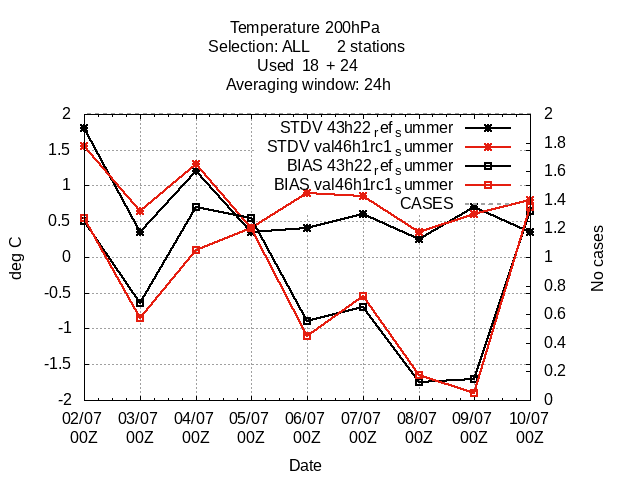 Temperature 200hPa
Selection: ALL 2 stations
Used 18 + 24
Averaging window: 24h
2 2
STDV 43h22refsummer
1.5 1.8
STDV val46h1rc1summer
1.6
BIAS 43h22refsummer
1 BIAS val46h1rc1summer
1.4
CASES
0.5 1.2
deg C 0 1 No cases
-0.5 0.8
0.6
-1 0.4
-1.5 0.2
-2 0
02/07 03/07 04/07 05/07 06/07 07/07 08/07 09/07 10/07
00Z 00Z 00Z 00Z 00Z 00Z 00Z 00Z 00Z
Date